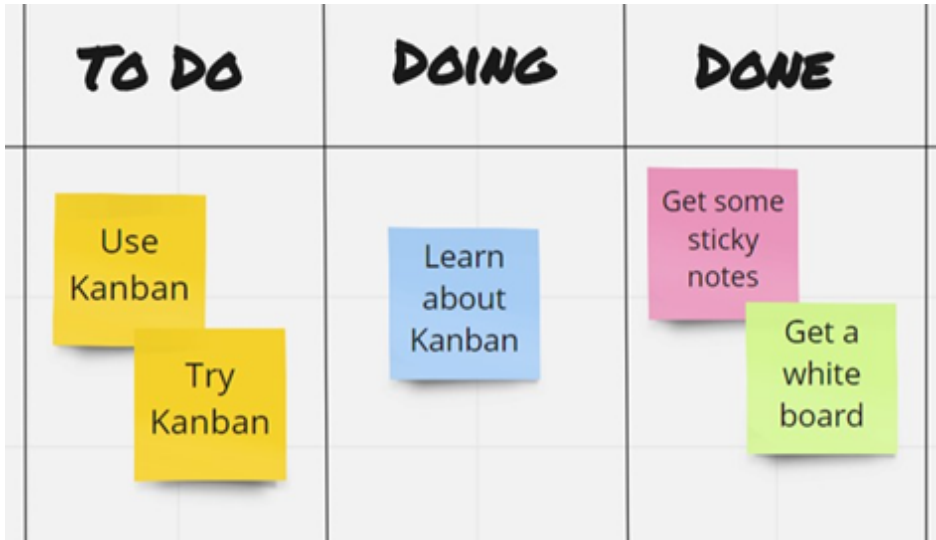 To Do
Doing
Done
Use
Kanban
Try
Kanban
Learn
about
Kanban
Get some
sticky
notes
Get a
white
board